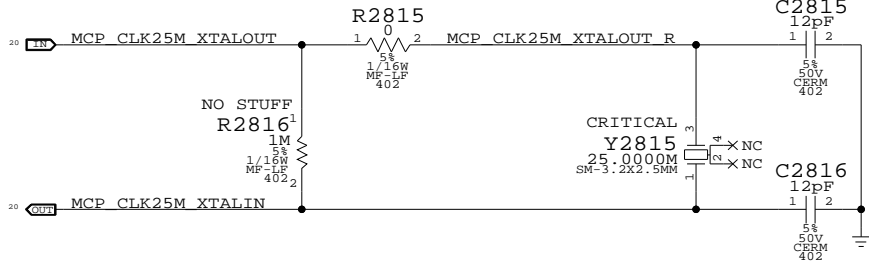 R2815
0
20 IN MCP_CLK25M_XTALOUT
1 2
MCP_CLK25M_XTALOUT_R
5%
1/16W
MF-LF
402
C2815
12pF
1 2
5%
50V
CERM
402
NO STUFF
R2816
1
1M
5%
1/16W
MF-LF
402
2
CRITICAL
Y2815
25.0000M
SM-3.2X2.5MM
3
1
4
2
NC
NC
20 OUT MCP_CLK25M_XTALIN
C2816
12pF
1 2
5%
50V
CERM
402